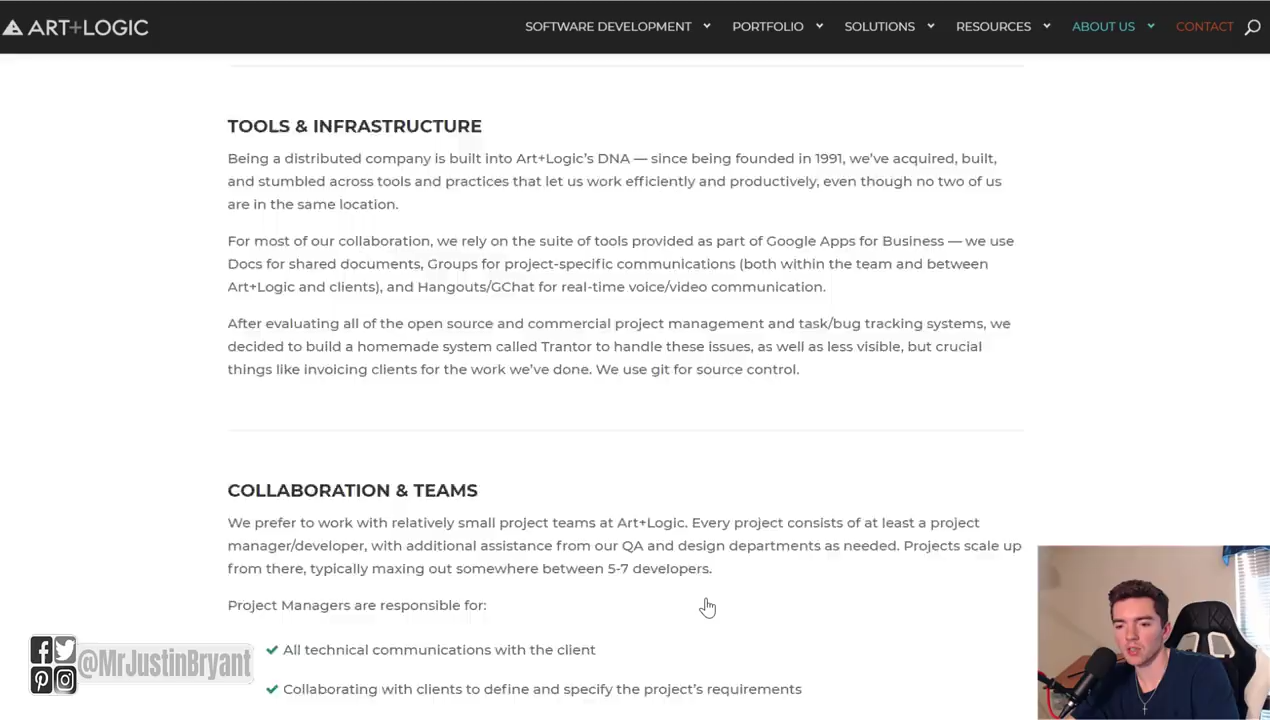 ART+LOGIC
SOFTWARE DEVELOPMENT
PORTFOLIO
SOLUTIONS
RESOURCES
ABOUT US
CONTACT
TOOLS & INFRASTRUCTURE
Being a distributed company is built into Art+Logic’s DNA — since being founded in 1991, we’ve acquired, built,
and stumbled across tools and practices that let us work efficiently and productively, even though no two of us
are in the same location.
For most of our collaboration, we rely on the suite of tools provided as part of Google Apps for Business — we use
Docs for shared documents, Groups for project-specific communications (both within the team and between
Art+Logic and clients), and Hangouts/GChat for real-time voice/video communication.
After evaluating all of the open source and commercial project management and task/bug tracking systems, we
decided to build a homemade system called Trantor to handle these issues, as well as less visible, but crucial
things like invoicing clients for the work we’ve done. We use git for source control.
COLLABORATION & TEAMS
We prefer to work with relatively small project teams at Art+Logic. Every project consists of at least a project
manager/developer, with additional assistance from our QA and design departments as needed. Projects scale up
from there, typically maxing out somewhere between 5-7 developers.
Project Managers are responsible for:
All technical communications with the client
Collaborating with clients to define and specify the project’s requirements
@MrJustinBryant